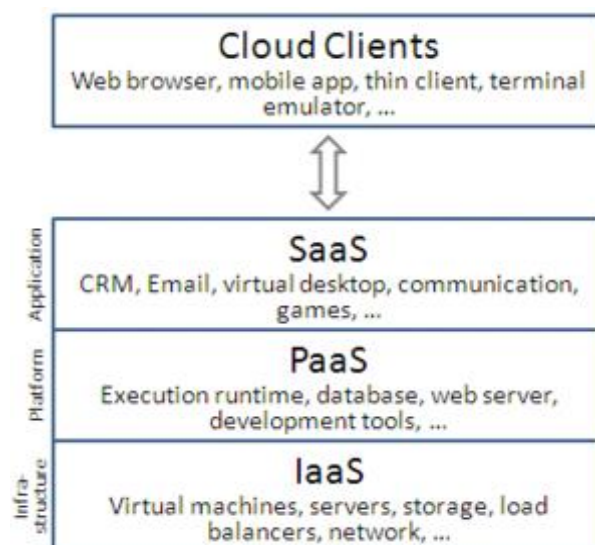 Cloud Clients
Web browser, mobile app, thin client, terminal
emulator, ...
Application
SaaS
CRM, Email, virtual desktop, communication,
games, ...
Platform
PaaS
Execution runtime, database, web server,
development tools, ...
Infra-
structure
IaaS
Virtual machines, servers, storage, load
balancers, network, ...